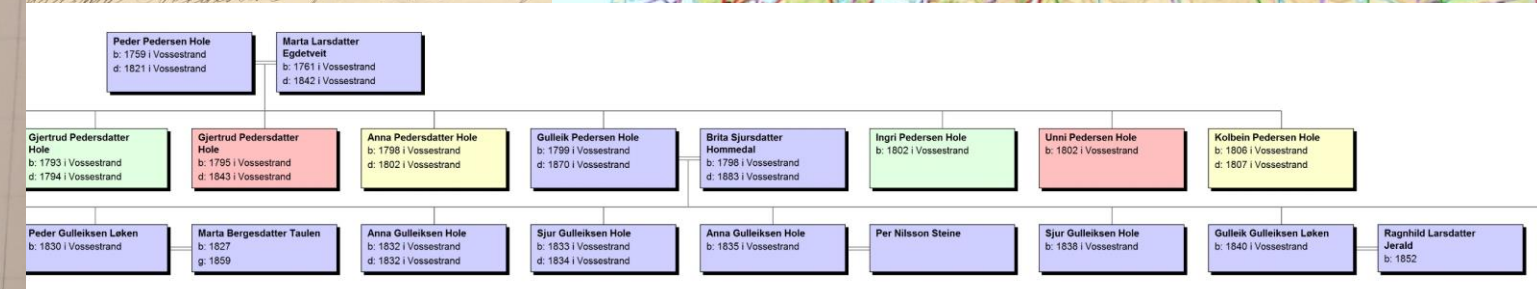 Peder Pedersen Hole
b: 1759 i Vossestrand
d: 1821 i Vossestrand
Marta Larsdatter
Egdetveit
b: 1761 i Vossestrand
d: 1842 i Vossestrand
Gjertrud Pedersdatter
Hole
b: 1793 i Vossestrand
d: 1794 i Vossestrand
Gjertrud Pedersdatter
Hole
b: 1795 i Vossestrand
d: 1843 i Vossestrand
Anna Pedersdatter Hole
b: 1798 i Vossestrand
d: 1802 i Vossestrand
Gulleik Pedersen Hole
b: 1799 i Vossestrand
d: 1870 i Vossestrand
Brita Sjursdatter
Hommedal
b: 1798 i Vossestrand
d: 1883 i Vossestrand
Ingri Pedersen Hole
b: 1802 i Vossestrand
Unni Pedersen Hole
b: 1802 i Vossestrand
Kolbein Pedersen Hole
b: 1806 i Vossestrand
d: 1807 i Vossestrand
Peder Gulleiksen Løken
b: 1830 i Vossestrand
Marta Bergesdatter Taulen
b: 1827
g: 1859
Anna Gulleiksen Hole
b: 1832 i Vossestrand
d: 1832 i Vossestrand
Sjur Gulleiksen Hole
b: 1833 i Vossestrand
d: 1834 i Vossestrand
Anna Gulleiksen Hole
b: 1835 i Vossestrand
Per Nilsson Steine
Sjur Gulleiksen Hole
b: 1838 i Vossestrand
Gulleik Gulleiksen Løken
b: 1840 i Vossestrand
Ragnhild Larsdatter
Jerald
b: 1852